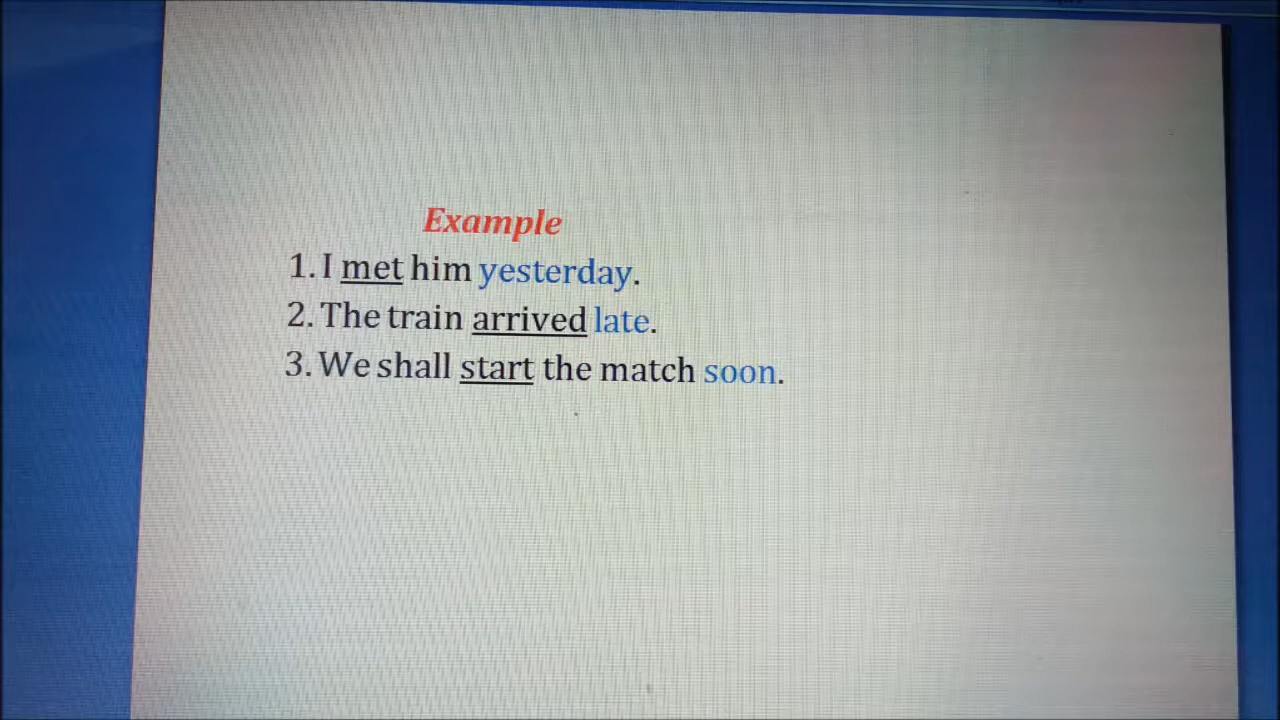 Example
1. I met him yesterday.
2. The train arrived late.
3. We shall start the match soon.